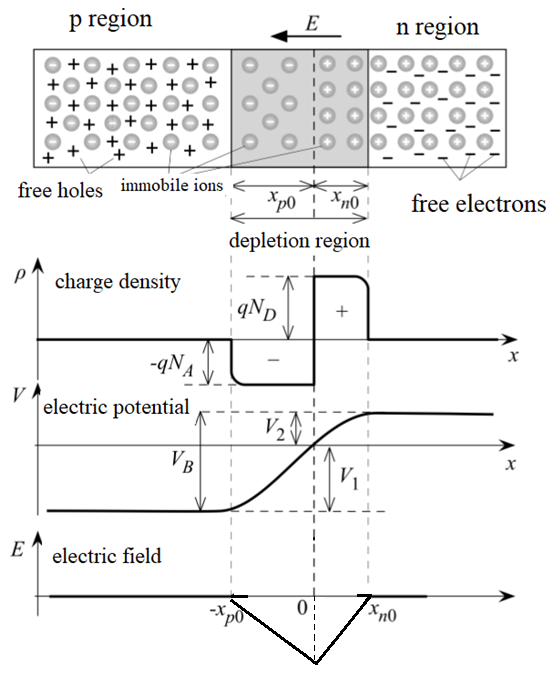 p region
E
n region
free holes
immobile ions
free electrons
x_p0
x_n0
depletion region
ρ
charge density
qN_D
+
-qN_A
−
x
V
electric potential
V_2
V_B
V_1
x
E
electric field
-x_p0
0
x_n0